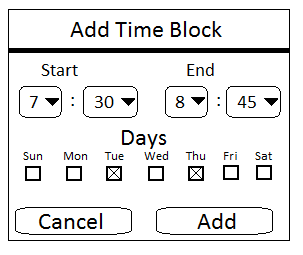 Add Time Block
Start End
7 : 30 8 : 45
Days
Sun Mon Tue Wed Thu Fri Sat
Cancel Add